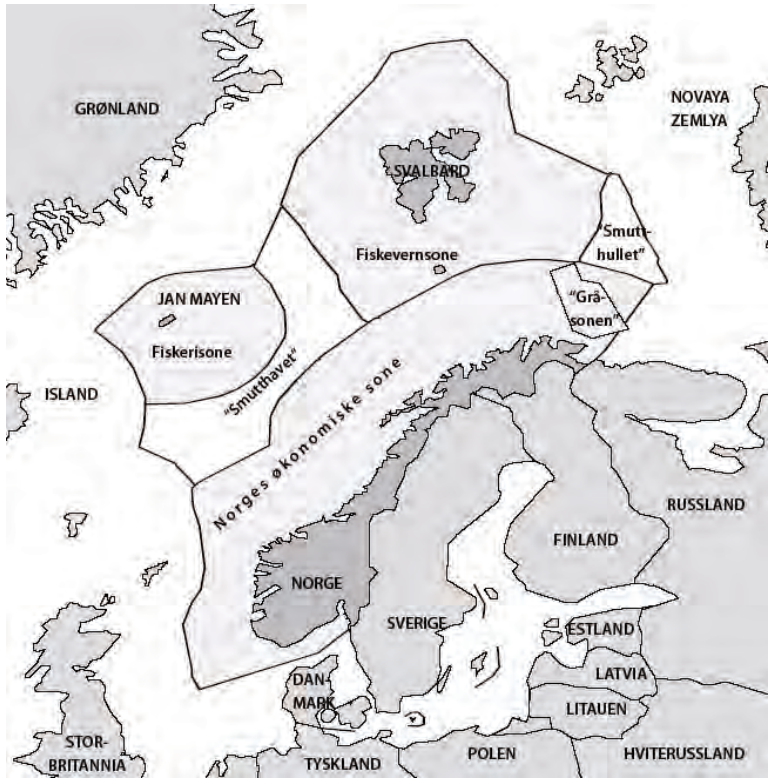 GRØNLAND
NOVAYA
ZEMLYA
SVALBARD
"Smutt-
hullet"
Fiskevernsone
JAN MAYEN
"Grå-
sonen"
Fiskerisone
ISLAND
"Smutthavet"
Norges økonomiske sone
RUSSLAND
FINLAND
NORGE
SVERIGE
ESTLAND
DAN-
MARK
LATVIA
LITAUEN
STOR-
BRITANNIA
TYSKLAND
POLEN
HVITERUSSLAND